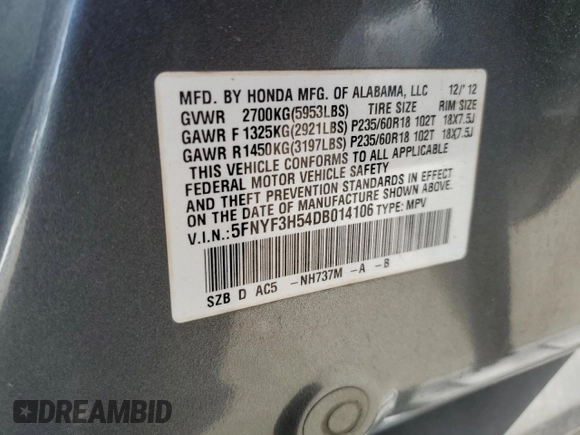 MFD. BY HONDA MFG. OF ALABAMA, LLC 12/'12
GVWR 2700KG(5953LBS) TIRE SIZE RIM SIZE
GAWR F 1325KG(2921LBS) P235/60R18 102T 18X7.5J
GAWR R1450KG(3197LBS) P235/60R18 102T 18X7.5J
THIS VEHICLE CONFORMS TO ALL APPLICABLE
FEDERAL MOTOR VEHICLE SAFETY
AND THEFT PREVENTION STANDARDS IN EFFECT
ON THE DATE OF MANUFACTURE SHOWN ABOVE.
V.I.N.:5FNYF3H54DB014106 TYPE: MPV
SZB D AC5 -NH737M -A -B
DREAMBID